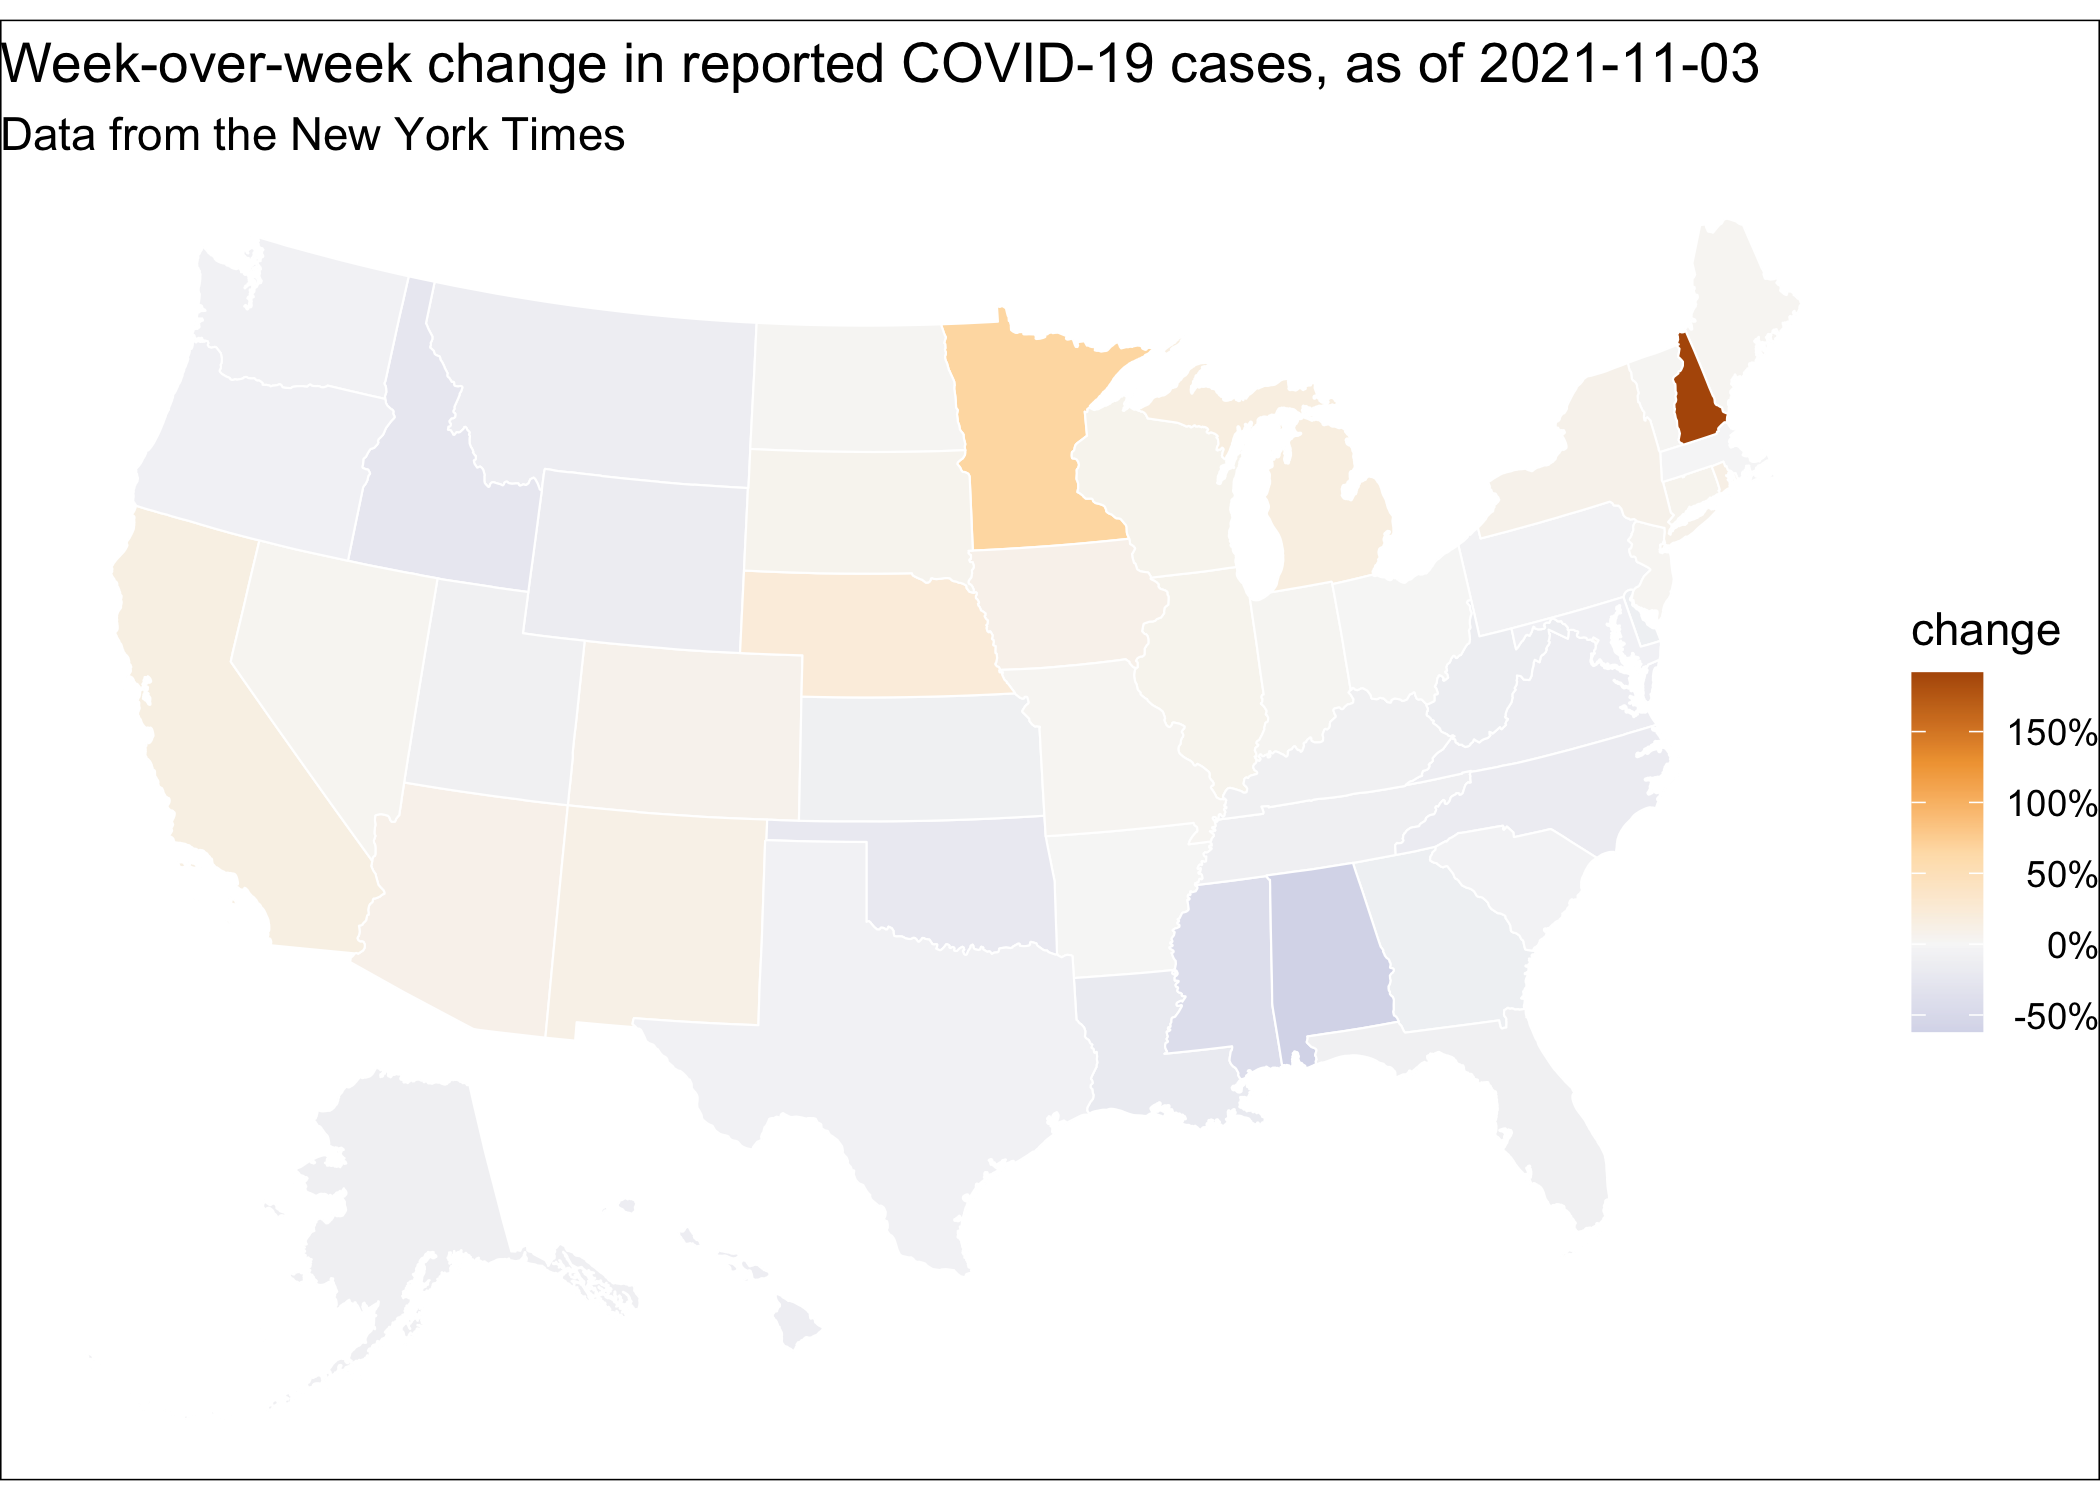 Week-over-week change in reported COVID-19 cases, as of 2021-11-03
Data from the New York Times
change
150%
100%
50%
0%
-50%